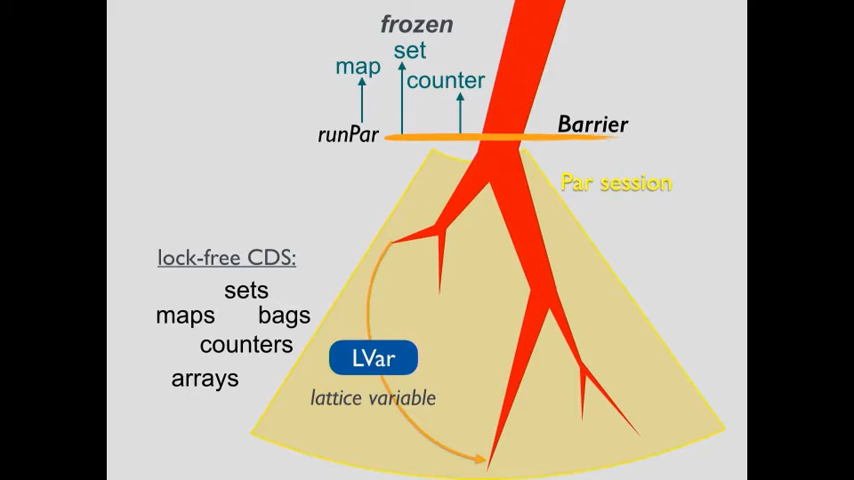 frozen
set
map
counter
runPar
Barrier
Par session
lock-free CDS:
sets
maps bags
counters
arrays
LVar
lattice variable